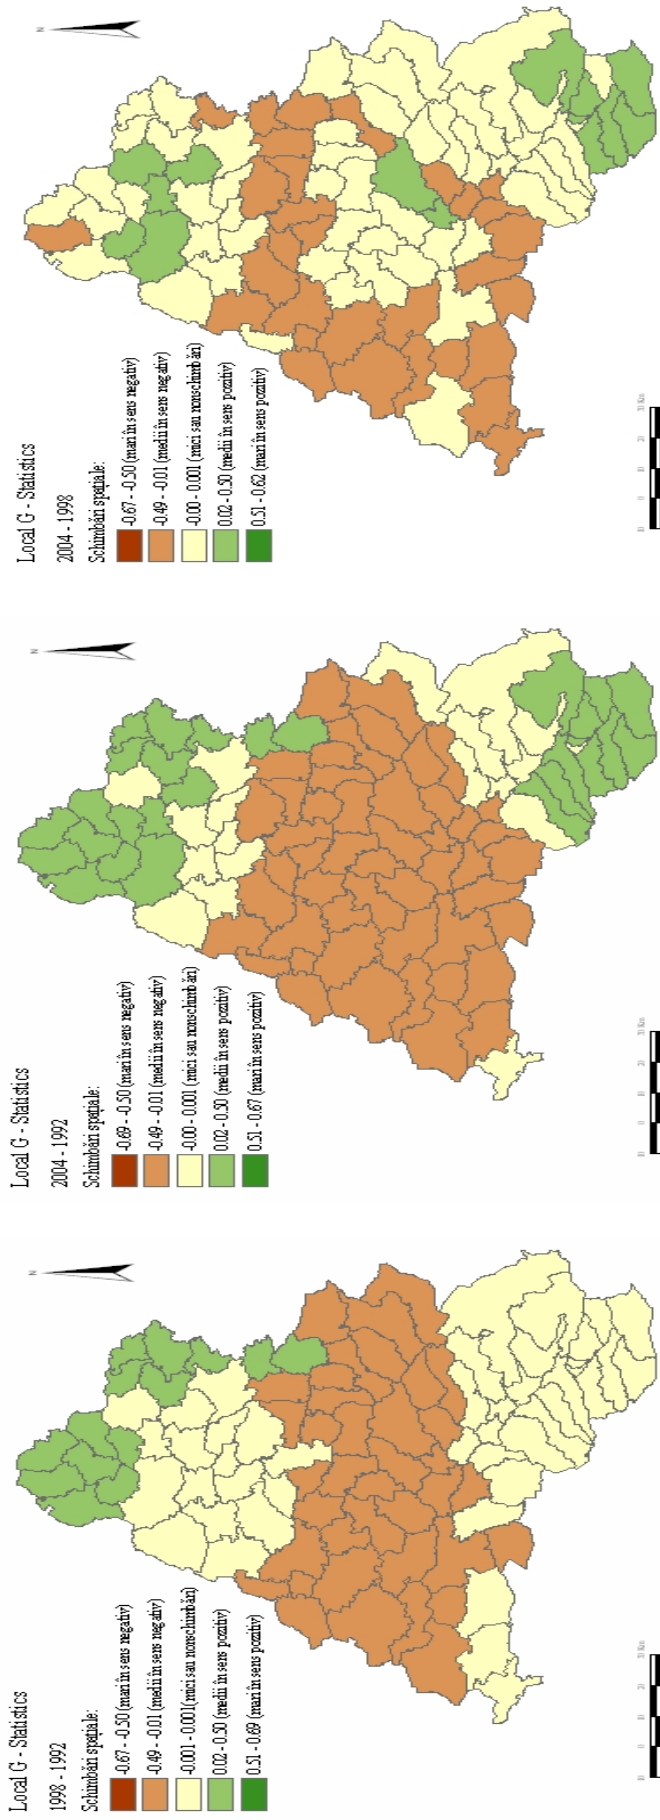 Local G - Statistics
1998 - 1992
Schimbări spațiale:
-0.67 - -0.50 (mari în sens negativ)
-0.49 - -0.01 (medii în sens negativ)
-0.001 - 0.001(mici sau nonschimbări)
0.02 - 0.50 (medii în sens pozitiv)
0.51 - 0.69 (mari în sens pozitiv)
N
Local G - Statistics
2004 - 1992
Schimbări spațiale:
-0.69 - -0.50 (mari în sens negativ)
-0.49 - -0.01 (medii în sens negativ)
-0.00 - 0.001 (mici sau nonschimbări)
0.02 - 0.50 (medii în sens pozitiv)
0.51 - 0.67 (mari în sens pozitiv)
N
Local G - Statistics
2004 - 1998
Schimbări spațiale:
-0.67 - -0.50 (mari în sens negativ)
-0.49 - -0.01 (medii în sens negativ)
-0.00 - 0.001 (mici sau nonschimbări)
0.02 - 0.50 (medii în sens pozitiv)
0.51 - 0.62 (mari în sens pozitiv)
N